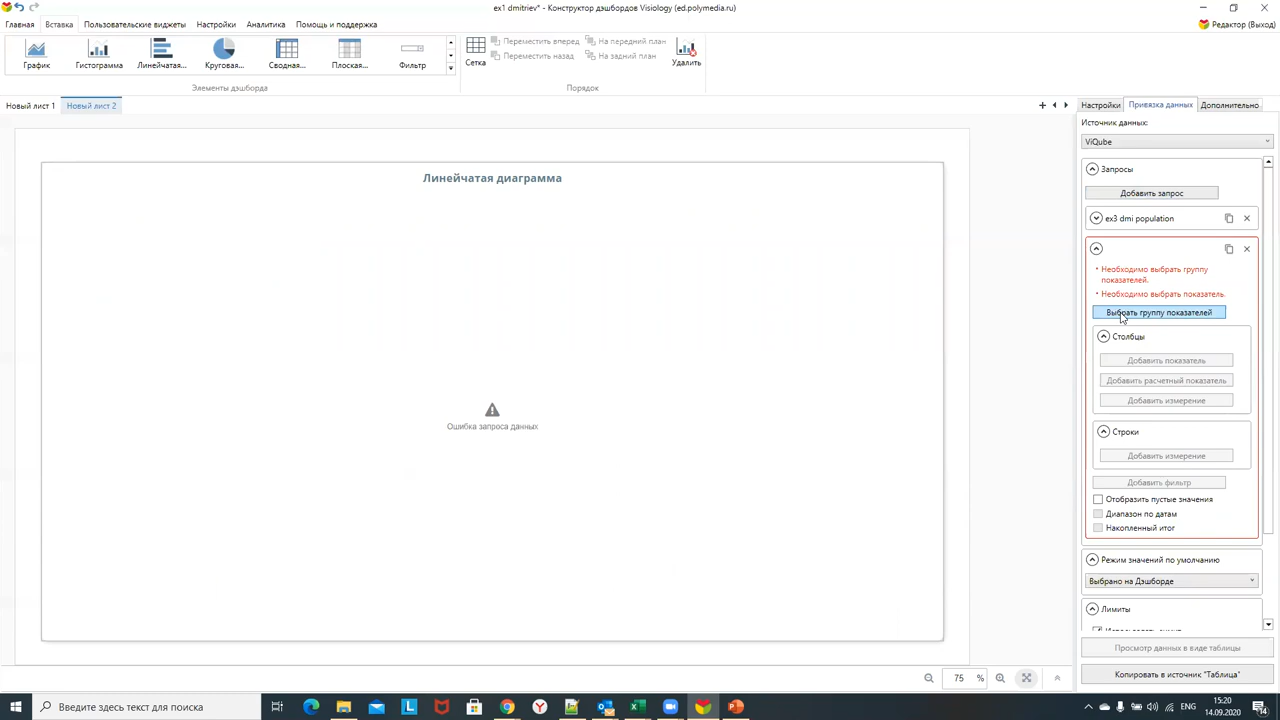 ex1 dmitriev* - Конструктор дэшбордов Visiology (ed.polymedia.ru)
Главная Вставка Пользовательские виджеты Настройки Аналитика Помощь и поддержка
Редактор (Выход)
График Гистограмма Линейчатая... Круговая... Сводная... Плоская... Фильтр
Сетка Переместить вперед На передний план
Переместить назад На задний план
Удалить
Элементы дэшборда Порядок
Новый лист 1 Новый лист 2
Настройки Привязка данных Дополнительно
Источник данных:
ViQube
Запросы
Добавить запрос
ex3 dmi population
Необходимо выбрать группу
показателей.
Необходимо выбрать показатель.
Выбрать группу показателей
Столбцы
Добавить показатель
Добавить расчетный показатель
Добавить измерение
Строки
Добавить измерение
Добавить фильтр
Отобразить пустые значения
Диапазон по датам
Накопленный итог
Режим значений по умолчанию
Выбрано на Дэшборде
Лимиты
Просмотр данных в виде таблицы
Копировать в источник "Таблица"
Линейчатая диаграмма
Ошибка запроса данных
75 %
Введите здесь текст для поиска
ENG 15:20
14.09.2020
14